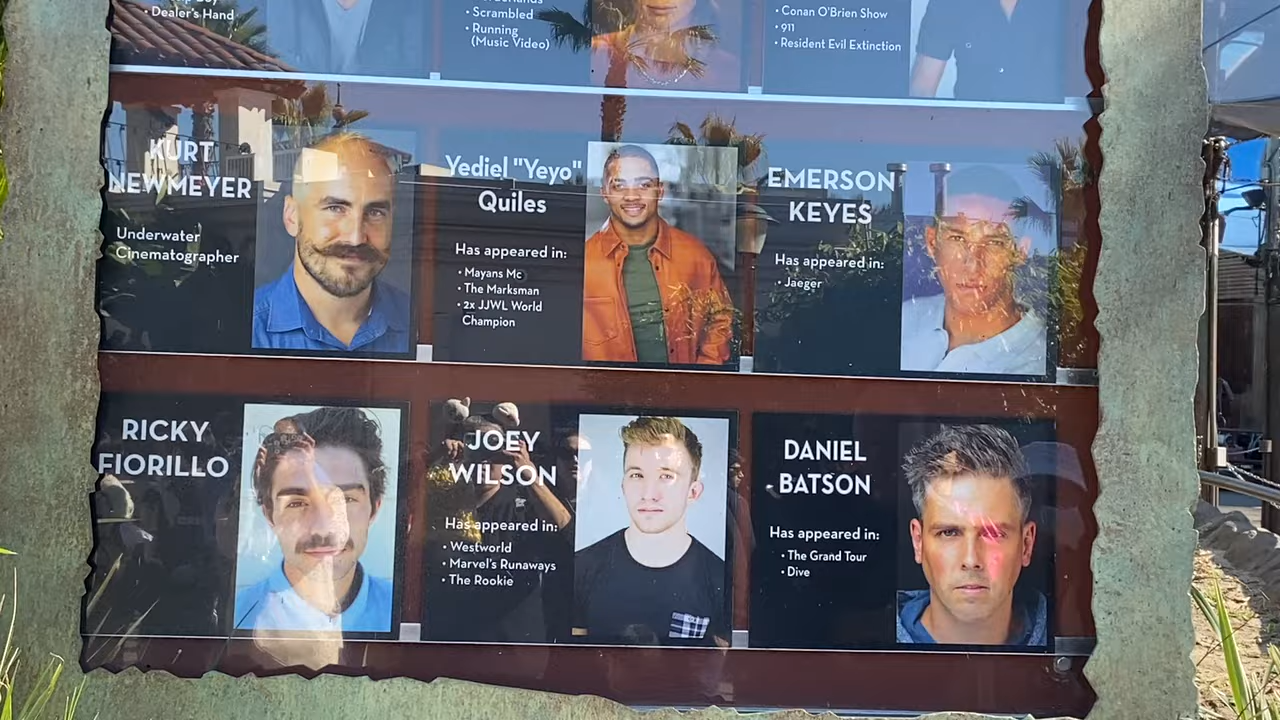 • Dealer's Hand
• Scrambled
• Running
(Music Video)
• Conan O'Brien Show
• 911
• Resident Evil Extinction
KURT
NEWMEYER
Underwater
Cinematographer
Yediel "Yeyo"
Quiles
Has appeared in:
• Mayans Mc
• The Marksman
• 2x JJWL World
Champion
EMERSON
KEYES
Has appeared in:
• Jaeger
RICKY
FIORILLO
JOEY
WILSON
Has appeared in:
• Westworld
• Marvel's Runaways
• The Rookie
DANIEL
BATSON
Has appeared in:
• The Grand Tour
• Dive